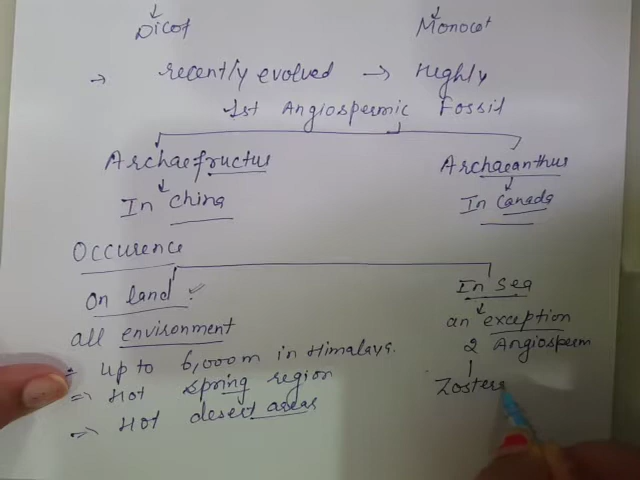 Dicot Monocot
→ recently evolved → Highly
1st Angiospermic Fossil
Archaefructus Archaeanthus
In China In Canada
Occurence
On land In Sea
all environment an exception
up to 6,000m in Himalays. 2 Angiosperm
⇒ Hot spring region Zostera
⇒ Hot desert areas